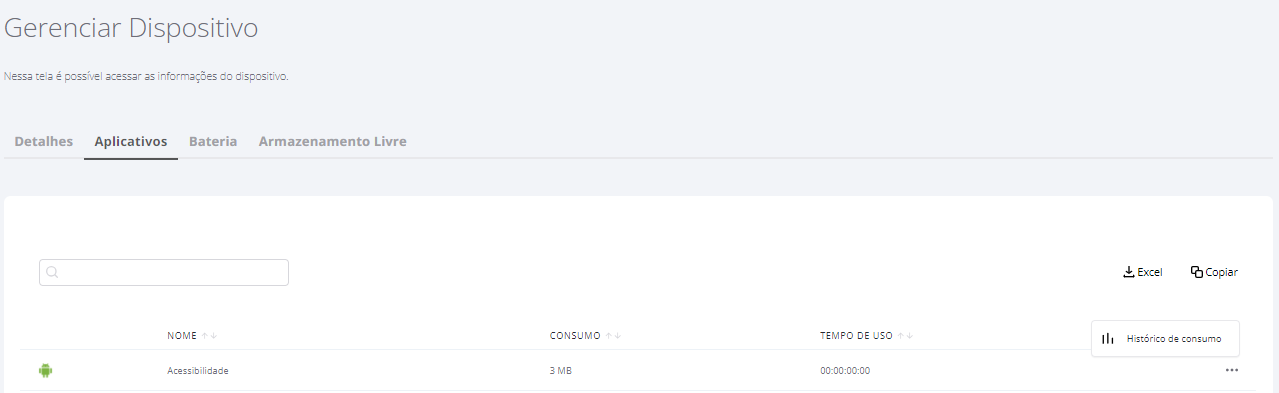 Gerenciar Dispositivo
Nessa tela é possível acessar as informações do dispositivo.
Detalhes Aplicativos Bateria Armazenamento Livre
Excel Copiar
NOME CONSUMO TEMPO DE USO
Histórico de consumo
Acessibilidade 3 MB 00:00:00:00